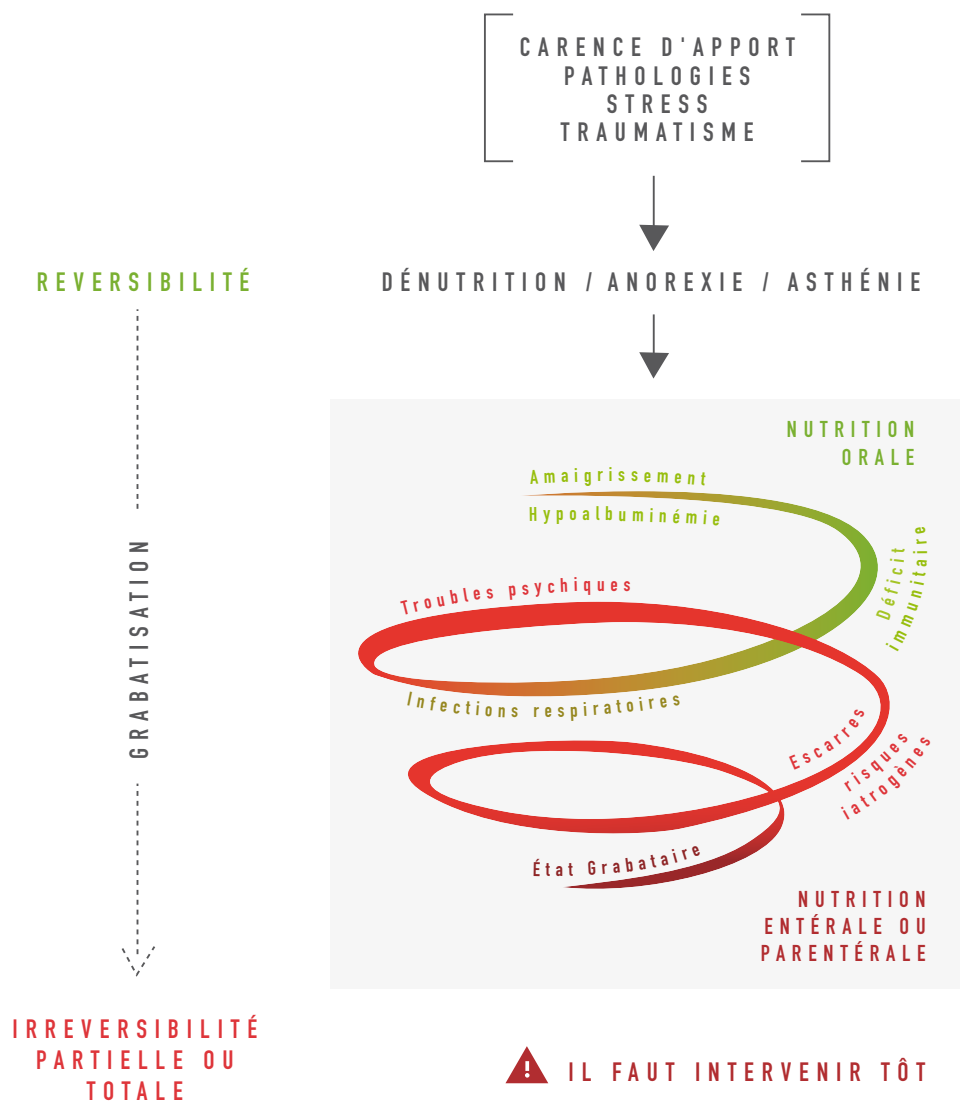 CARENCE D'APPORT
PATHOLOGIES
STRESS
TRAUMATISME
REVERSIBILITÉ
DÉNUTRITION / ANOREXIE / ASTHÉNIE
NUTRITION
ORALE
Amaigrissement
Hypoalbuminémie
Déficit
immunitaire
Troubles psychiques
Infections respiratoires
GRABATISATION
Escarres
risques
iatrogènes
État Grabataire
NUTRITION
ENTÉRALE OU
PARENTÉRALE
IRREVERSIBILITÉ
PARTIELLE OU
TOTALE
! IL FAUT INTERVENIR TÔT